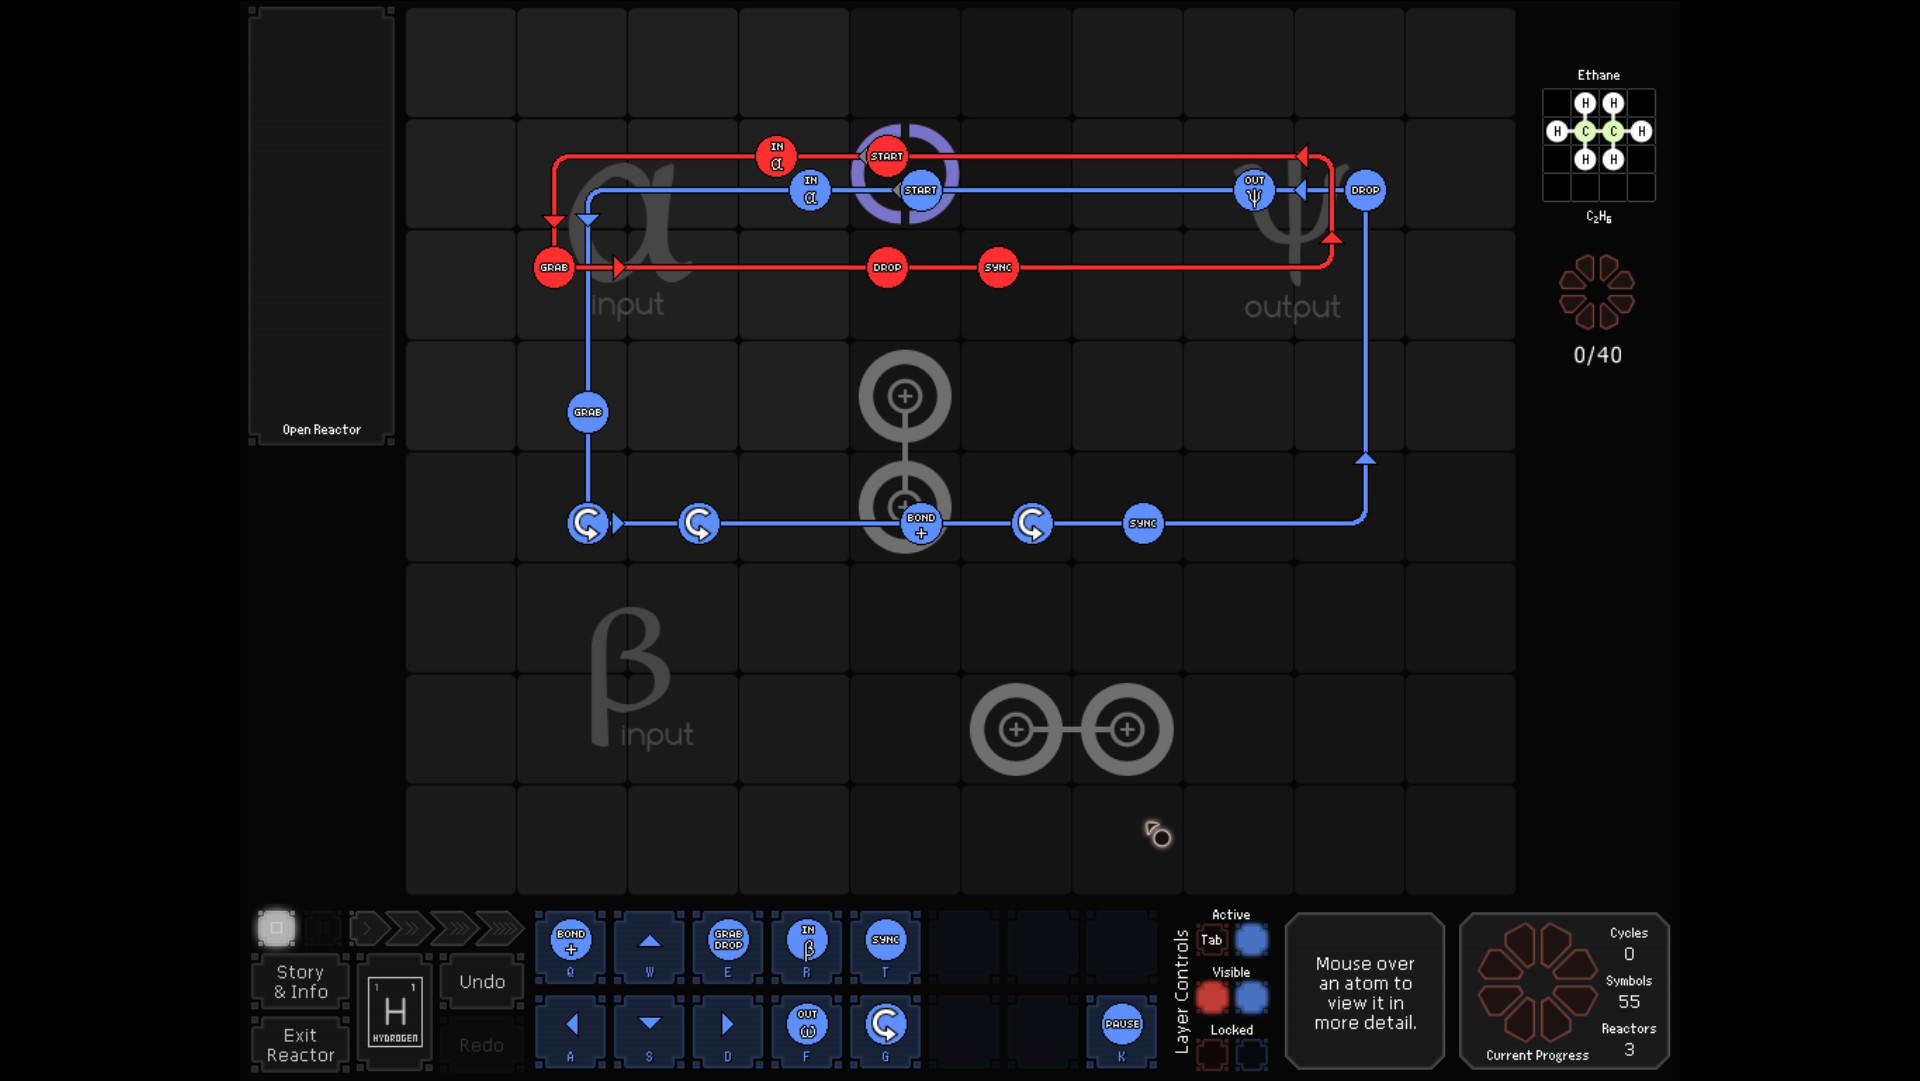 Ethane
H H
H C C H
H H
C₂H₆
0/40
Open Reactor
IN
α
START
IN
α
START
OUT
ψ
DROP
α
input
ψ
output
GRAB
DROP
SYNC
GRAB
BOND
+
SYNC
β
input
Story
& Info
Exit
Reactor
1 1
H
HYDROGEN
Undo
Redo
BOND
+
Q
W
GRAB
DROP
E
IN
β
R
SYNC
T
A
S
D
OUT
ω
F
G
PAUSE
K
Layer Controls
Active
Tab
Visible
Locked
Mouse over
an atom to
view it in
more detail.
Cycles
0
Symbols
55
Reactors
3
Current Progress